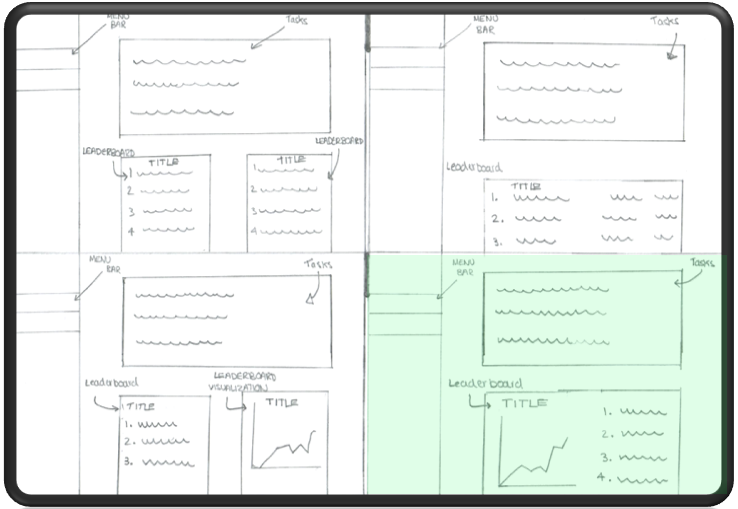 MENU
BAR
Tasks
LEADERBOARD
TITLE
1
2
3
4
LEADERBOARD
TITLE
1.
2
3
4
MENU
BAR
Tasks
Leaderboard
TITLE
1.
2.
3.
MENU
BAR
Tasks
Leaderboard
TITLE
1.
2.
3.
LEADERBOARD
VISUALIZATION
TITLE
MENU
BAR
Tasks
Leaderboard
TITLE
1.
2.
3.
4.